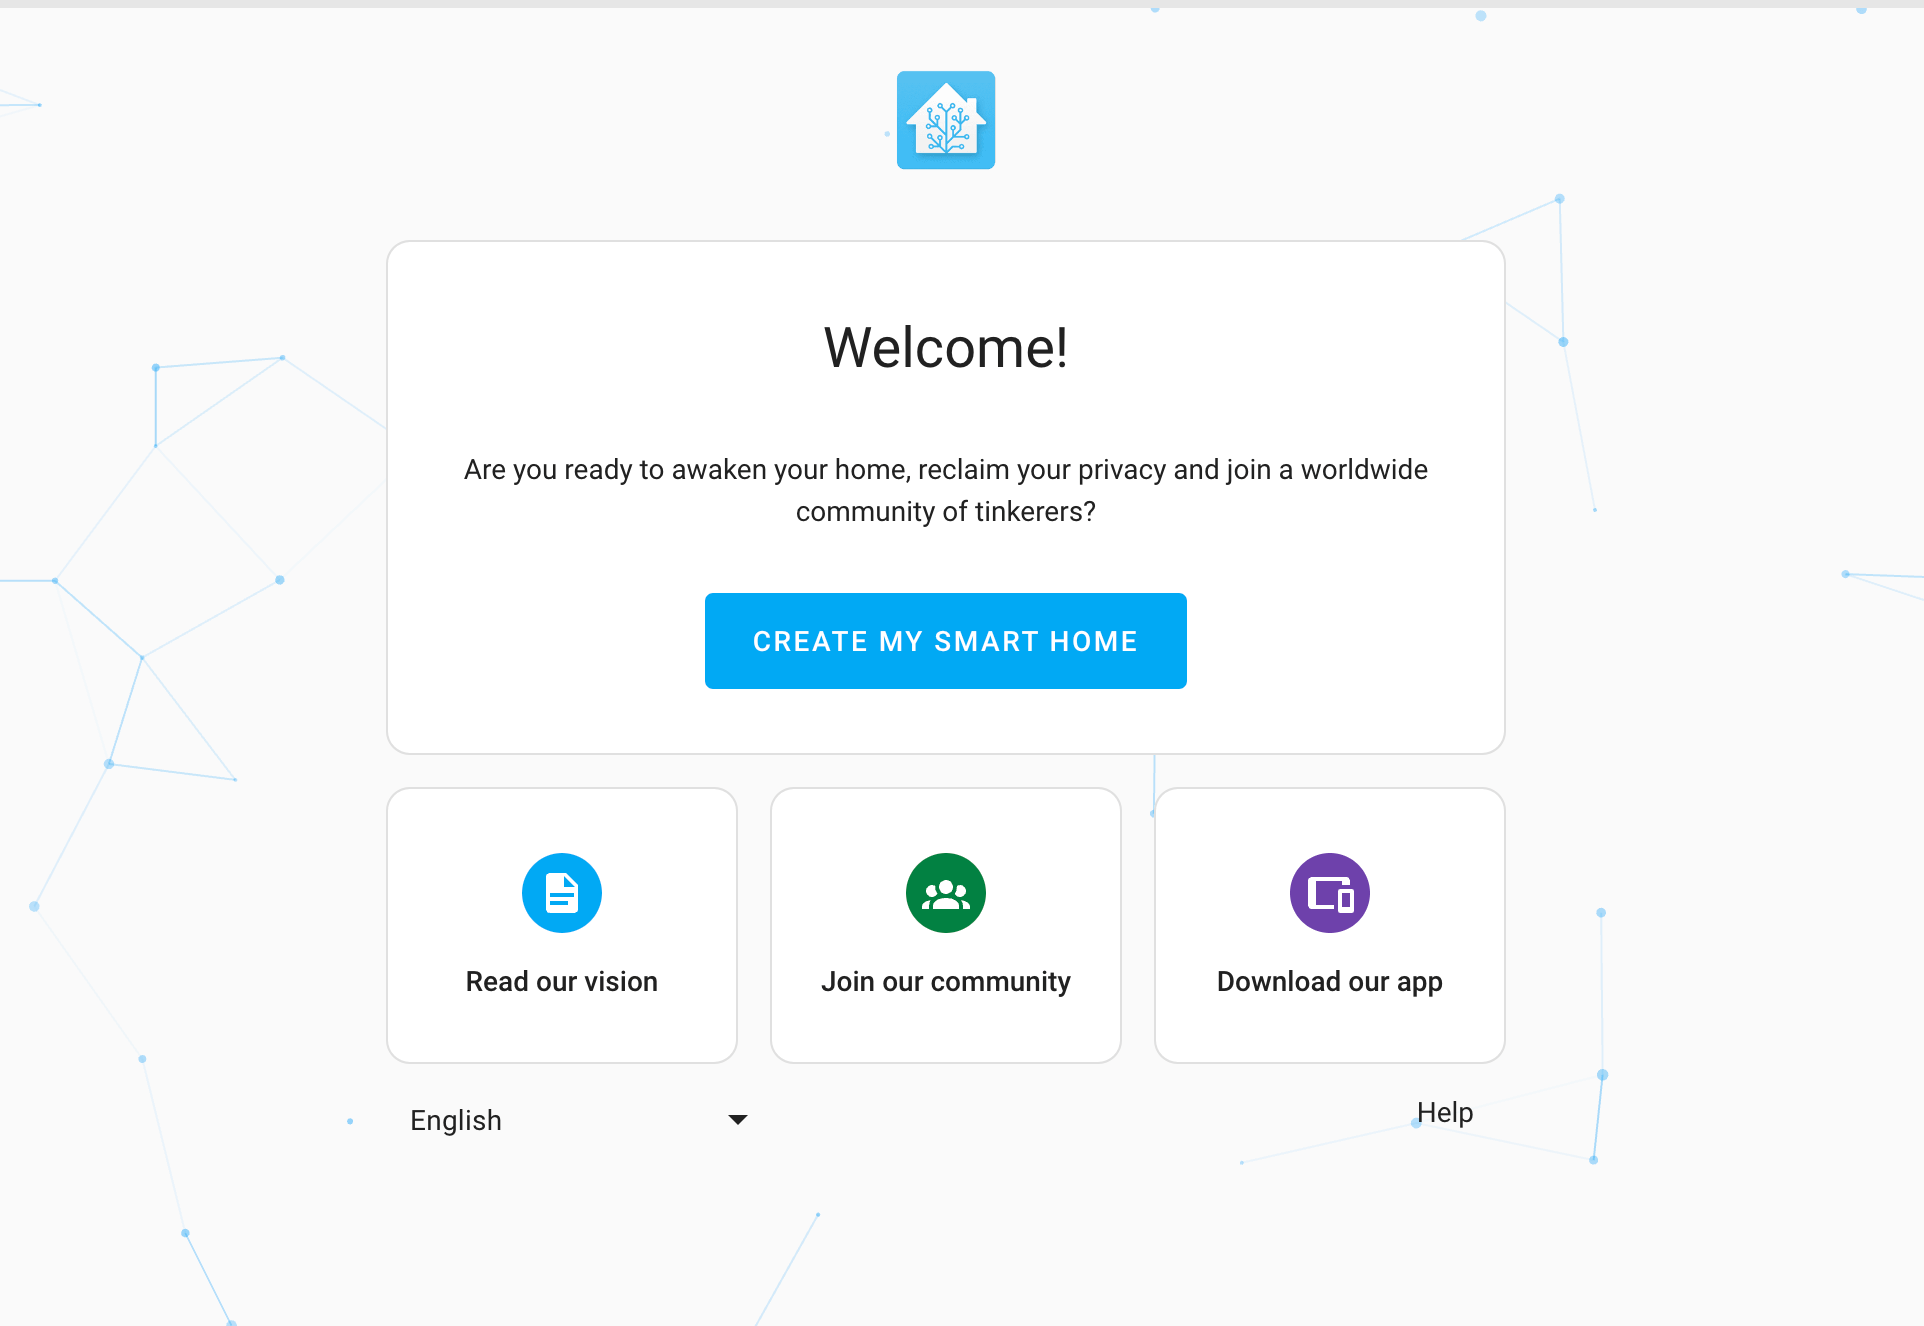 Welcome!
Are you ready to awaken your home, reclaim your privacy and join a worldwide
community of tinkerers?
CREATE MY SMART HOME
Read our vision
Join our community
Download our app
English
Help